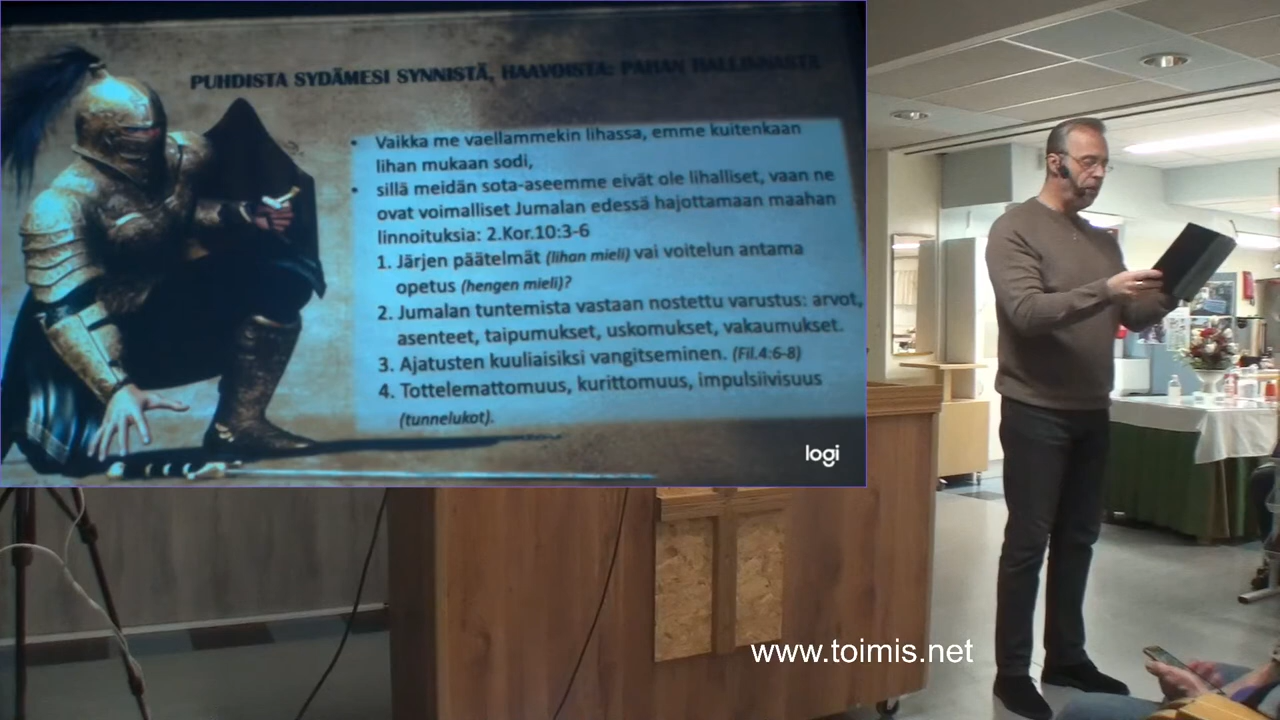 PUHDISTA SYDÄMESI SYNNISTÄ, HAAVOISTA: PAHAN HALLINNASTA
• Vaikka me vaellammekin lihassa, emme kuitenkaan
lihan mukaan sodi,
• sillä meidän sota-aseemme eivät ole lihalliset, vaan ne
ovat voimalliset Jumalan edessä hajottamaan maahan
linnoituksia: 2.Kor.10:3-6
1. Järjen päätelmät (lihan mieli) vai voitelun antama
opetus (hengen mieli)?
2. Jumalan tuntemista vastaan nostettu varustus: arvot,
asenteet, taipumukset, uskomukset, vakaumukset.
3. Ajatusten kuuliaisiksi vangitseminen. (Fil.4:6-8)
4. Tottelemattomuus, kurittomuus, impulsiivisuus
(tunnelukot).
logi
www.toimis.net